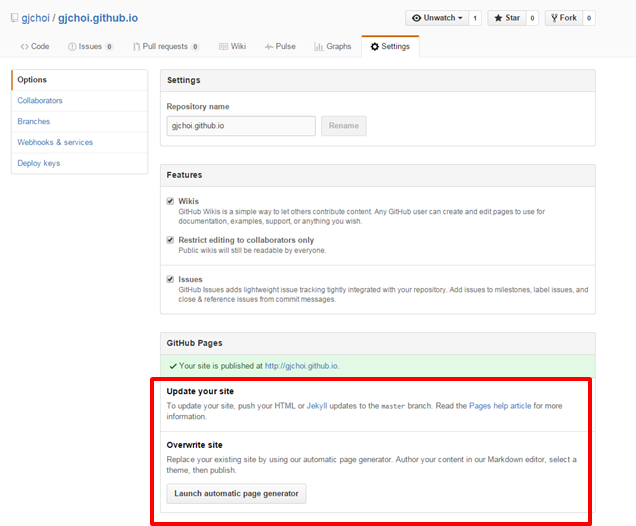 gjchoi / gjchoi.github.io
Unwatch 1 Star 0 Fork 0
Code Issues 0 Pull requests 0 Wiki Pulse Graphs Settings
Options
Collaborators
Branches
Webhooks & services
Deploy keys
Settings
Repository name
gjchoi.github.io Rename
Features
Wikis
GitHub Wikis is a simple way to let others contribute content. Any GitHub user can create and edit pages to use for
documentation, examples, support, or anything you wish.
Restrict editing to collaborators only
Public wikis will still be readable by everyone.
Issues
GitHub Issues adds lightweight issue tracking tightly integrated with your repository. Add issues to milestones, label issues, and
close & reference issues from commit messages.
GitHub Pages
Your site is published at http://gjchoi.github.io.
Update your site
To update your site, push your HTML or Jekyll updates to the master branch. Read the Pages help article for more
information.
Overwrite site
Replace your existing site by using our automatic page generator. Author your content in our Markdown editor, select a
theme, then publish.
Launch automatic page generator